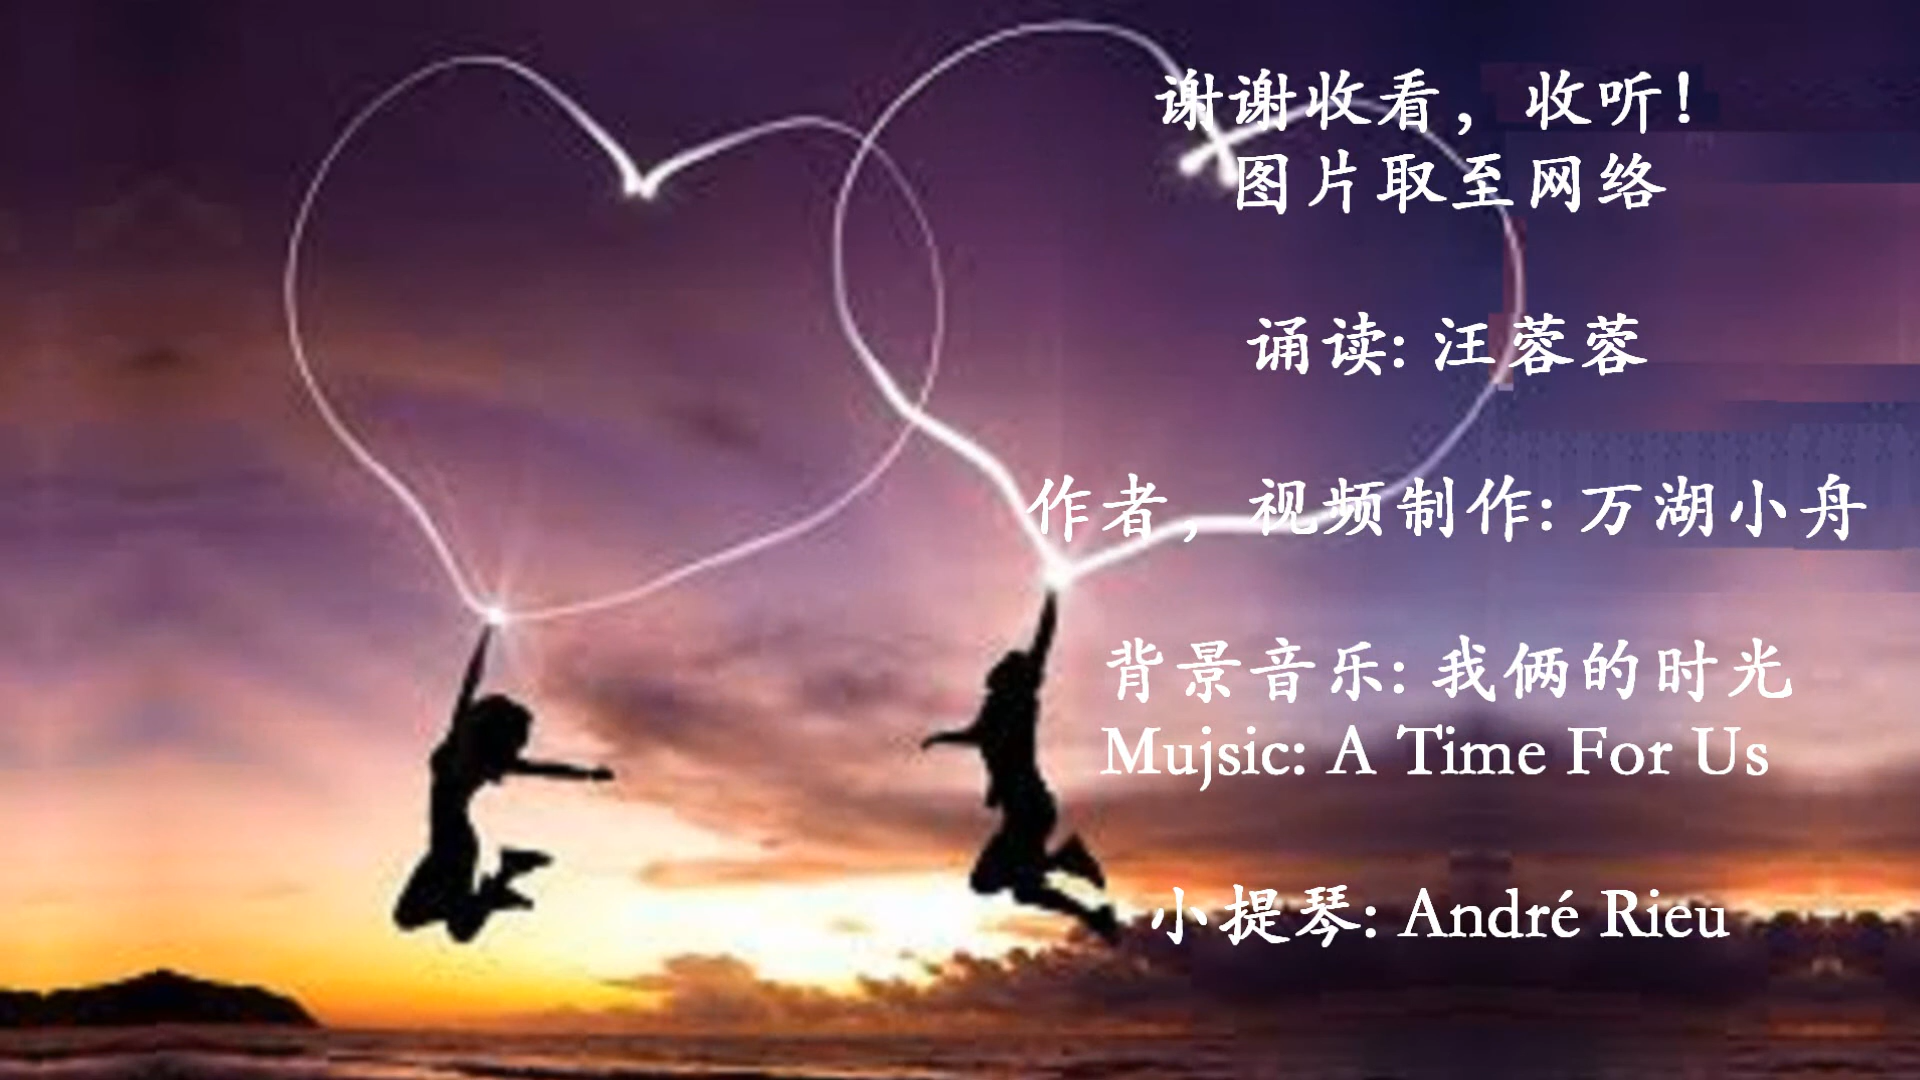 谢谢收看，收听！
图片取至网络
诵读: 汪蓉蓉
作者，视频制作: 万湖小舟
背景音乐: 我俩的时光
Mujsic: A Time For Us
小提琴: André Rieu